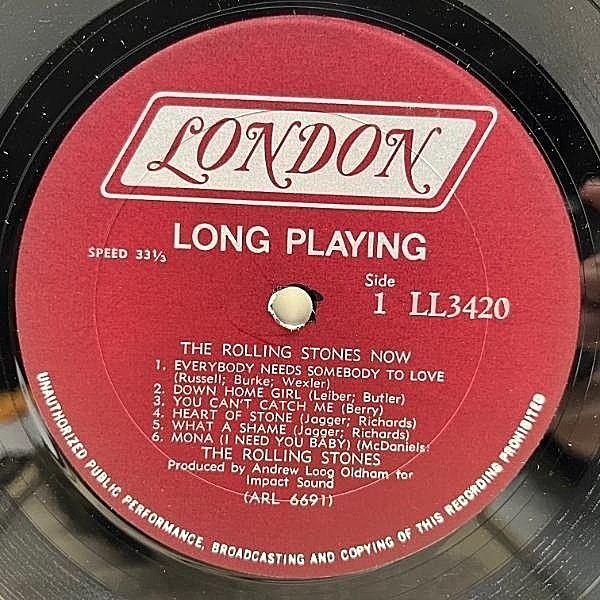 LONDON
LONG PLAYING
SPEED 33⅓
Side
1 LL3420
THE ROLLING STONES NOW
1. EVERYBODY NEEDS SOMEBODY TO LOVE
(Russell; Burke; Wexler)
2. DOWN HOME GIRL (Leiber; Butler)
3. YOU CAN'T CATCH ME (Berry)
4. HEART OF STONE (Jagger; Richards)
5. WHAT A SHAME (Jagger; Richards)
6. MONA (I NEED YOU BABY) (McDaniels)
THE ROLLING STONES
Produced by Andrew Loog Oldham for
Impact Sound
(ARL 6691)
UNAUTHORIZED PUBLIC PERFORMANCE, BROADCASTING AND COPYING OF THIS RECORDING PROHIBITED